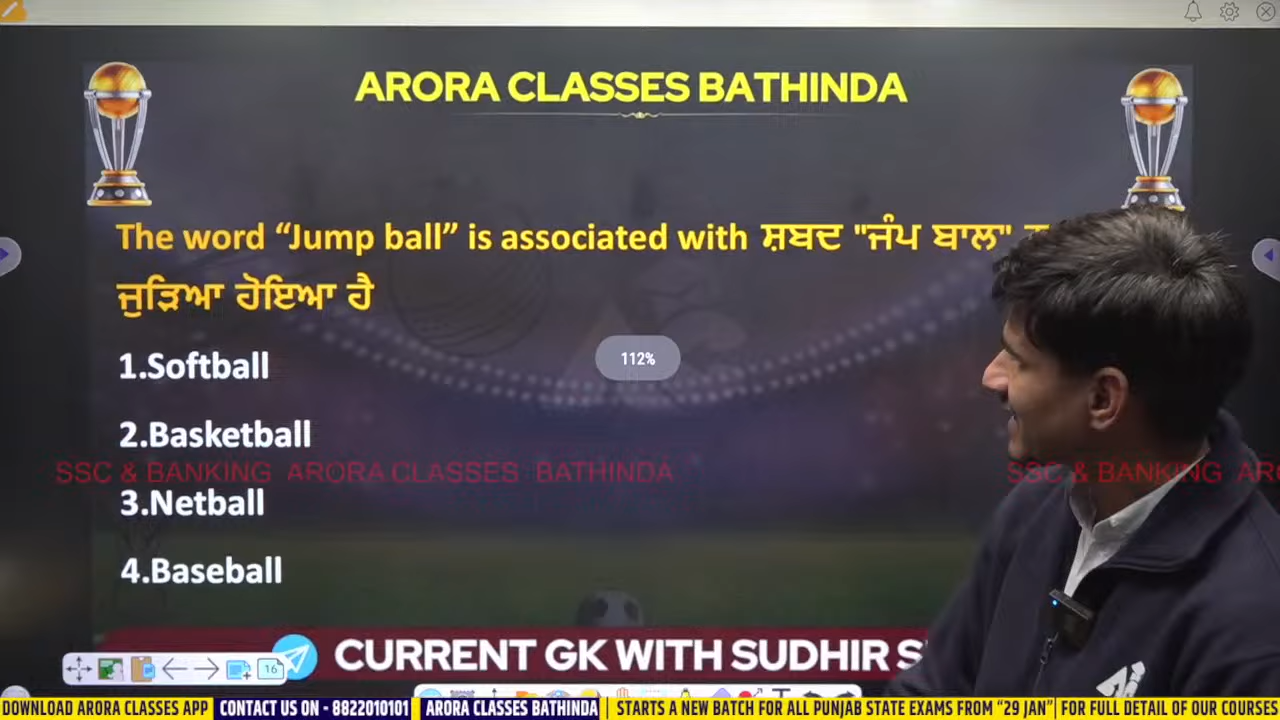 ARORA CLASSES BATHINDA
The word “Jump ball” is associated with ਸ਼ਬਦ "ਜੰਪ ਬਾਲ"
ਜੁੜਿਆ ਹੋਇਆ ਹੈ
1.Softball
112%
2.Basketball
SSC & BANKING ARORA CLASSES BATHINDA SSC & BANKING
3.Netball
4.Baseball
16
CURRENT GK WITH SUDHIR
DOWNLOAD ARORA CLASSES APP CONTACT US ON - 8822010101 ARORA CLASSES BATHINDA STARTS A NEW BATCH FOR ALL PUNJAB STATE EXAMS FROM “29 JAN” FOR FULL DETAIL OF OUR COURSES